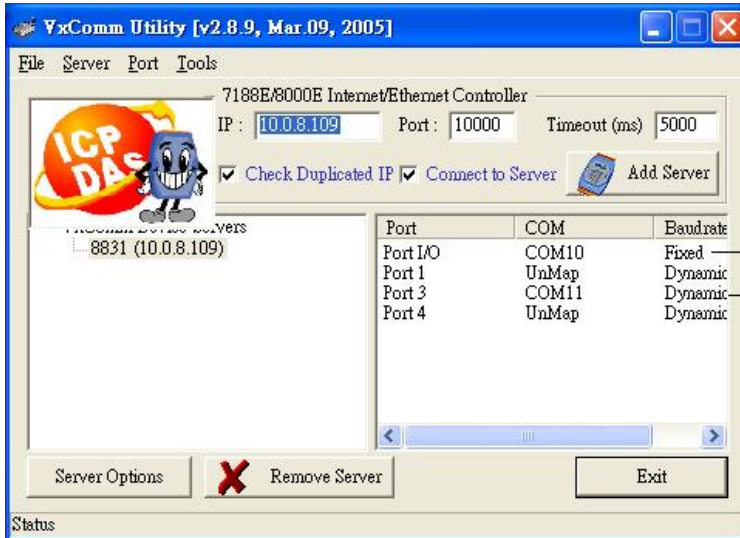 VxComm Utility [v2.8.9, Mar.09, 2005]
File Server Port Tools
7188E/8000E Internet/Ethernet Controller
IP : 10.0.8.109 Port : 10000 Timeout (ms) 5000
Check Duplicated IP Connect to Server Add Server
ICP DAS
Servers
8831 (10.0.8.109)
Port COM Baudrate
Port I/O COM10 Fixed
Port 1 UnMap Dynamic
Port 3 COM11 Dynamic
Port 4 UnMap Dynamic
Server Options Remove Server Exit
Status